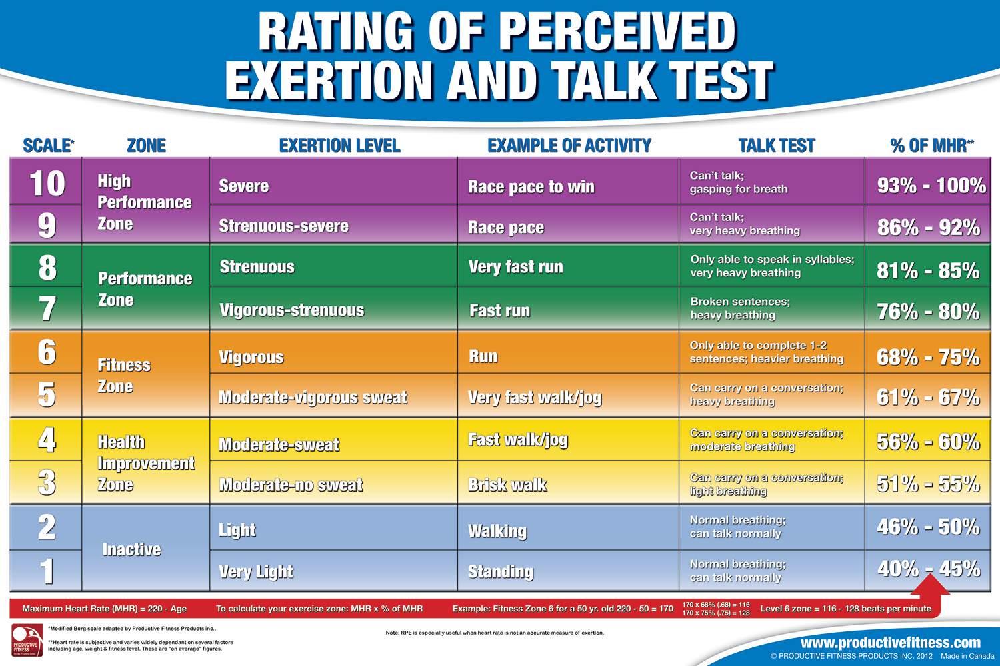 RATING OF PERCEIVED
EXERTION AND TALK TEST
SCALE* ZONE EXERTION LEVEL EXAMPLE OF ACTIVITY TALK TEST % OF MHR**
10
High
Performance
Zone
Severe
Race pace to win
Can't talk;
gasping for breath
93% - 100%
9
Strenuous-severe
Race pace
Can't talk;
very heavy breathing
86% - 92%
8
Performance
Zone
Strenuous
Very fast run
Only able to speak in syllables;
very heavy breathing
81% - 85%
7
Vigorous-strenuous
Fast run
Broken sentences;
heavy breathing
76% - 80%
6
Fitness
Zone
Vigorous
Run
Only able to complete 1-2
sentences; heavier breathing
68% - 75%
5
Moderate-vigorous sweat
Very fast walk/jog
Can carry on a conversation;
heavy breathing
61% - 67%
4
Health
Improvement
Zone
Moderate-sweat
Fast walk/jog
Can carry on a conversation;
moderate breathing
56% - 60%
3
Moderate-no sweat
Brisk walk
Can carry on a conversation;
light breathing
51% - 55%
2
Inactive
Light
Walking
Normal breathing;
can talk normally
46% - 50%
1
Very Light
Standing
Normal breathing;
can talk normally
40% - 45%
Maximum Heart Rate (MHR) = 220 - Age
To calculate your exercise zone: MHR x % of MHR
Example: Fitness Zone 6 for a 50 yr. old 220 - 50 = 170
170 x 68% (.68) = 116
170 x 75% (.75) = 128
Level 6 zone = 116 - 128 beats per minute
PRODUCTIVE
FITNESS
*Modified Borg scale adapted by Productive Fitness Products inc..
**Heart rate is subjective and varies widely dependant on several factors
including age, weight & fitness level. These are "on average" figures.
Note: RPE is especially useful when heart rate is not an accurate measure of exertion.
www.productivefitness.com
© PRODUCTIVE FITNESS PRODUCTS INC. 2012 Made in Canada